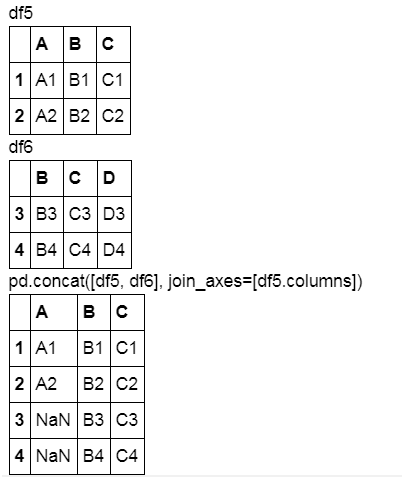 df5
A B C
1 A1 B1 C1
2 A2 B2 C2
df6
B C D
3 B3 C3 D3
4 B4 C4 D4
pd.concat([df5, df6], join_axes=[df5.columns])
A B C
1 A1 B1 C1
2 A2 B2 C2
3 NaN B3 C3
4 NaN B4 C4